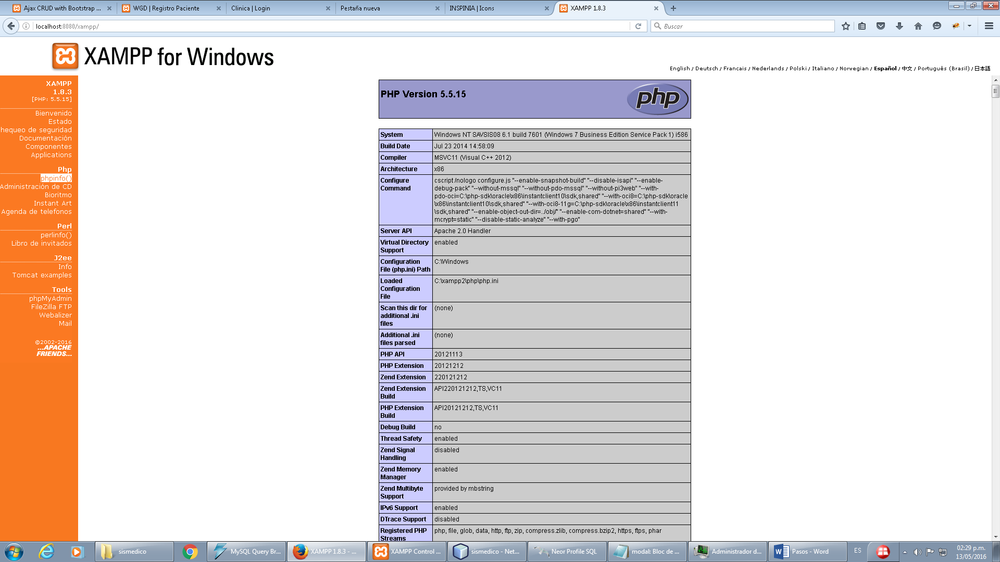 Ajax CRUD with Bootstrap ...
WGD | Registro Paciente
Clinica | Login
Pestaña nueva
INSPINIA | Icons
XAMPP 1.8.3
localhost:8080/xampp/
Buscar
XAMPP for Windows
English / Deutsch / Francais / Nederlands / Polski / Italiano / Norwegian / Español / 中文 / Português (Brasil) / 日本語
XAMPP
1.8.3
[PHP: 5.5.15]
Bienvenido
Estado
hequeo de seguridad
Documentación
Componentes
Applications
Php
phpinfo()
Administración de CD
Bioritmo
Instant Art
Agenda de telefonos
Perl
perlinfo()
Libro de invitados
J2ee
Info
Tomcat examples
Tools
phpMyAdmin
FileZilla FTP
Webalizer
Mail
©2002-2016
...APACHE
FRIENDS...
PHP Version 5.5.15
php
System Windows NT SAVSIS08 6.1 build 7601 (Windows 7 Business Edition Service Pack 1) i586
Build Date Jul 23 2014 14:58:09
Compiler MSVC11 (Visual C++ 2012)
Architecture x86
Configure
Command
cscript /nologo configure.js "--enable-snapshot-build" "--disable-isapi" "--enable-
debug-pack" "--without-mssql" "--without-pdo-mssql" "--without-pi3web" "--with-
pdo-oci=C:\php-sdk\oracle\x86\instantclient10\sdk,shared" "--with-oci8=C:\php-sdk\oracle
\x86\instantclient10\sdk,shared" "--with-oci8-11g=C:\php-sdk\oracle\x86\instantclient11
\sdk,shared" "--enable-object-out-dir=../obj/" "--enable-com-dotnet=shared" "--with-
mcrypt=static" "--disable-static-analyze" "--with-pgo"
Server API Apache 2.0 Handler
Virtual Directory
Support
enabled
Configuration
File (php.ini) Path
C:\Windows
Loaded
Configuration
File
C:\xampp2\php\php.ini
Scan this dir for
additional .ini
files
(none)
Additional .ini
files parsed
(none)
PHP API 20121113
PHP Extension 20121212
Zend Extension 220121212
Zend Extension
Build
API220121212,TS,VC11
PHP Extension
Build
API20121212,TS,VC11
Debug Build no
Thread Safety enabled
Zend Signal
Handling
disabled
Zend Memory
Manager
enabled
Zend Multibyte
Support
provided by mbstring
IPv6 Support enabled
DTrace Support disabled
Registered PHP
Streams
php, file, glob, data, http, ftp, zip, compress.zlib, compress.bzip2, https, ftps, phar
sismedico
MySQL Query Br...
XAMPP 1.8.3 - ...
XAMPP Control ...
sismedico - Net...
Neor Profile SQL
modal: Bloc de ...
Administrador d...
Pasos - Word
ES
02:29 p.m.
13/05/2016